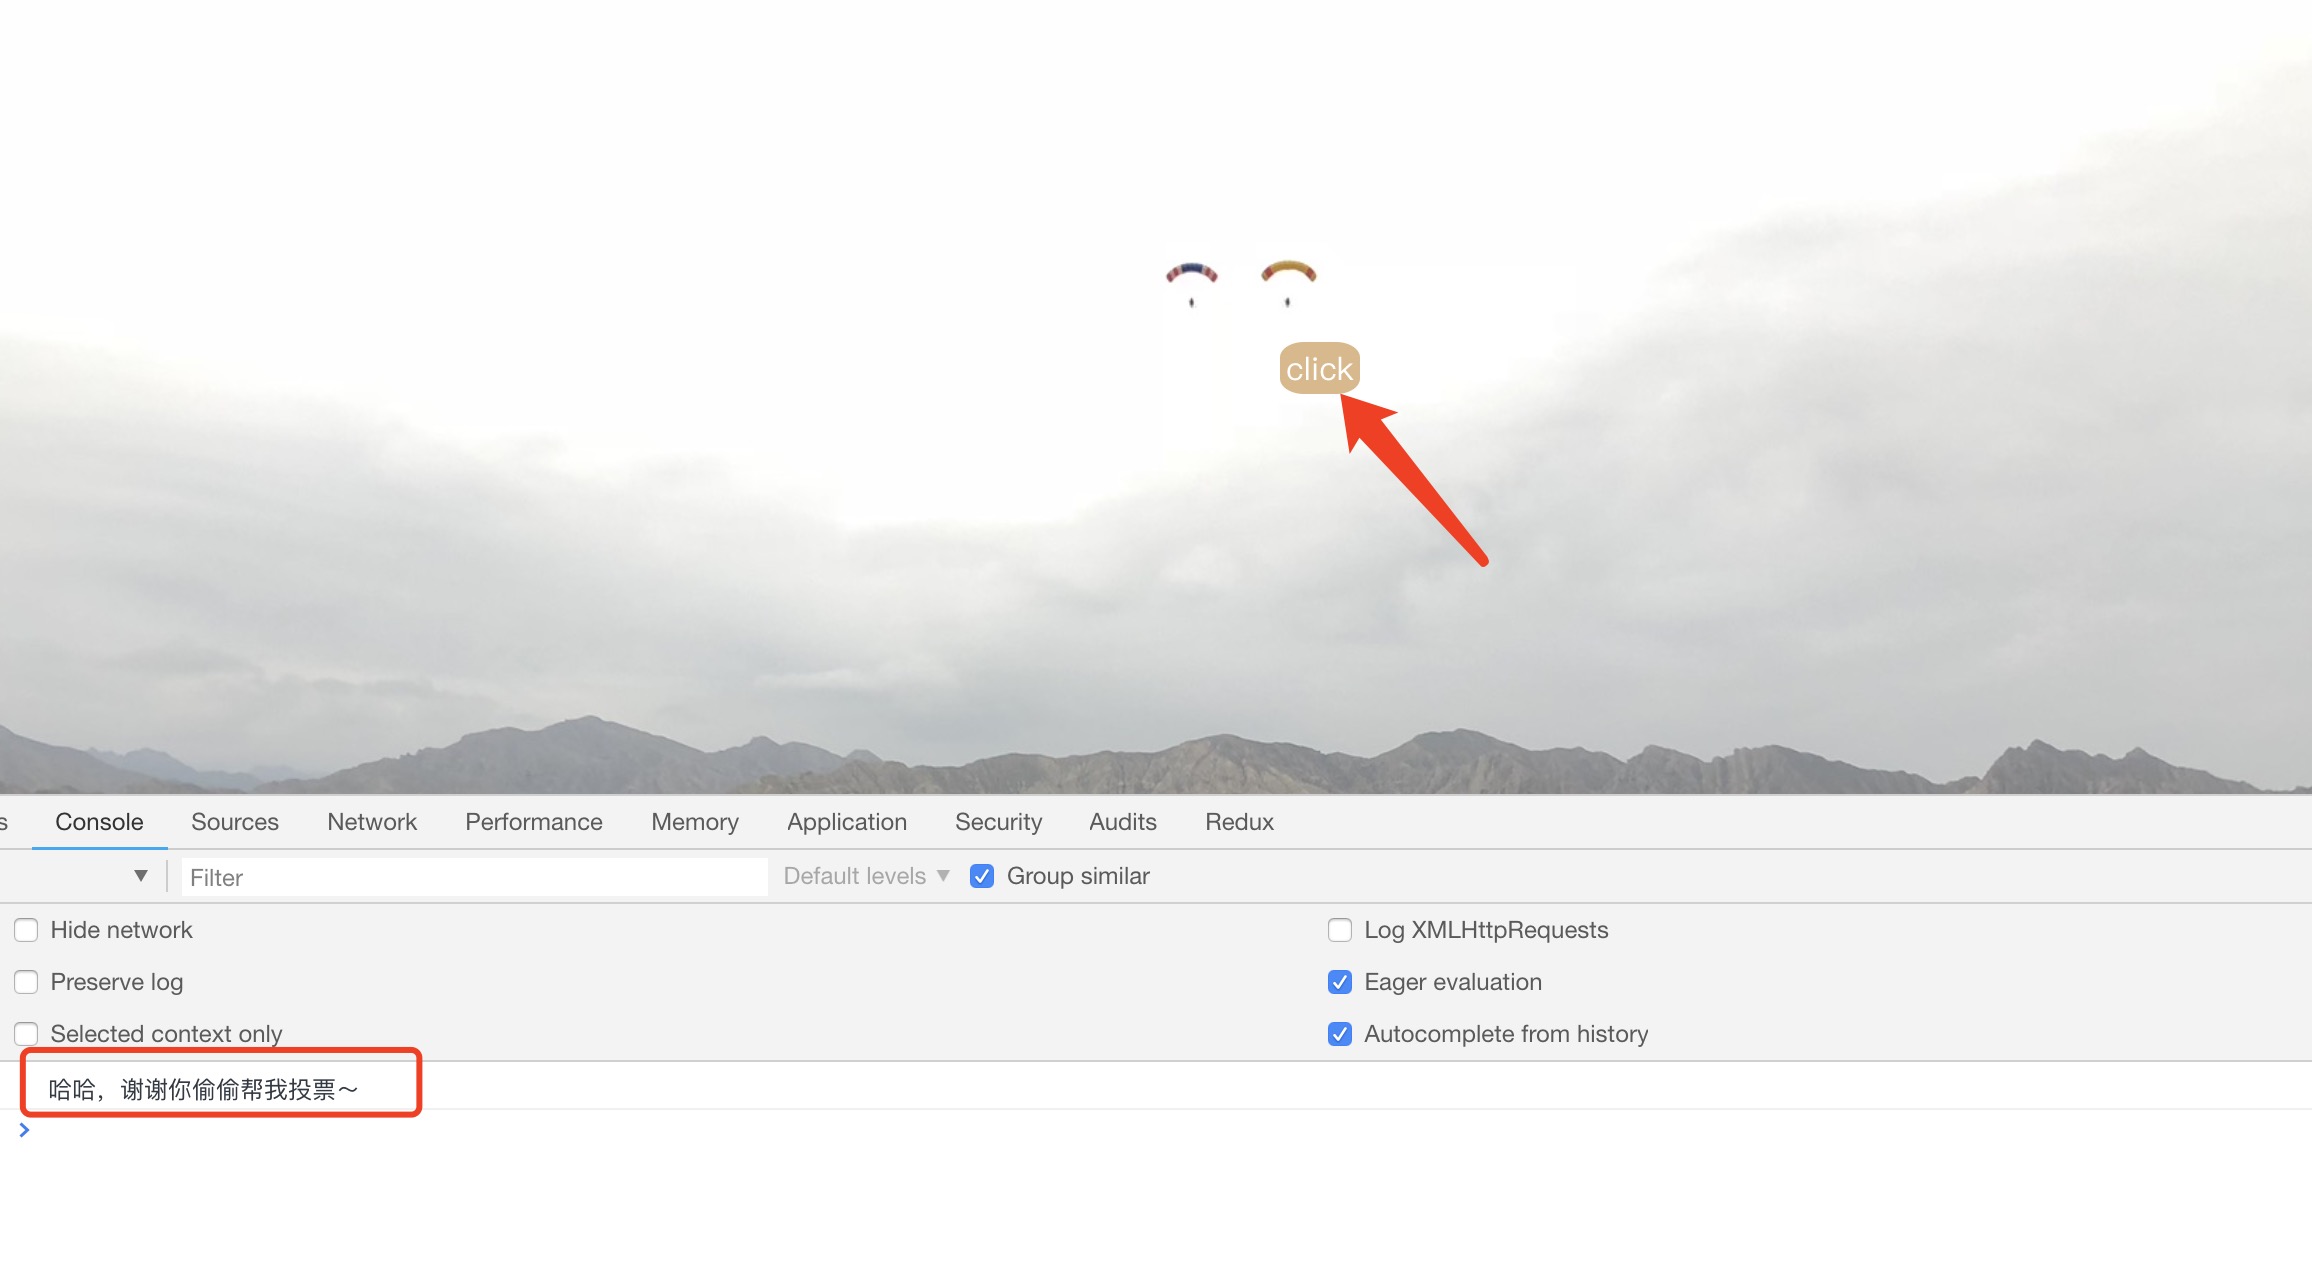 click
s Console Sources Network Performance Memory Application Security Audits Redux
Filter Default levels Group similar
Hide network Log XMLHttpRequests
Preserve log Eager evaluation
Selected context only Autocomplete from history
哈哈，谢谢你偷偷帮我投票～